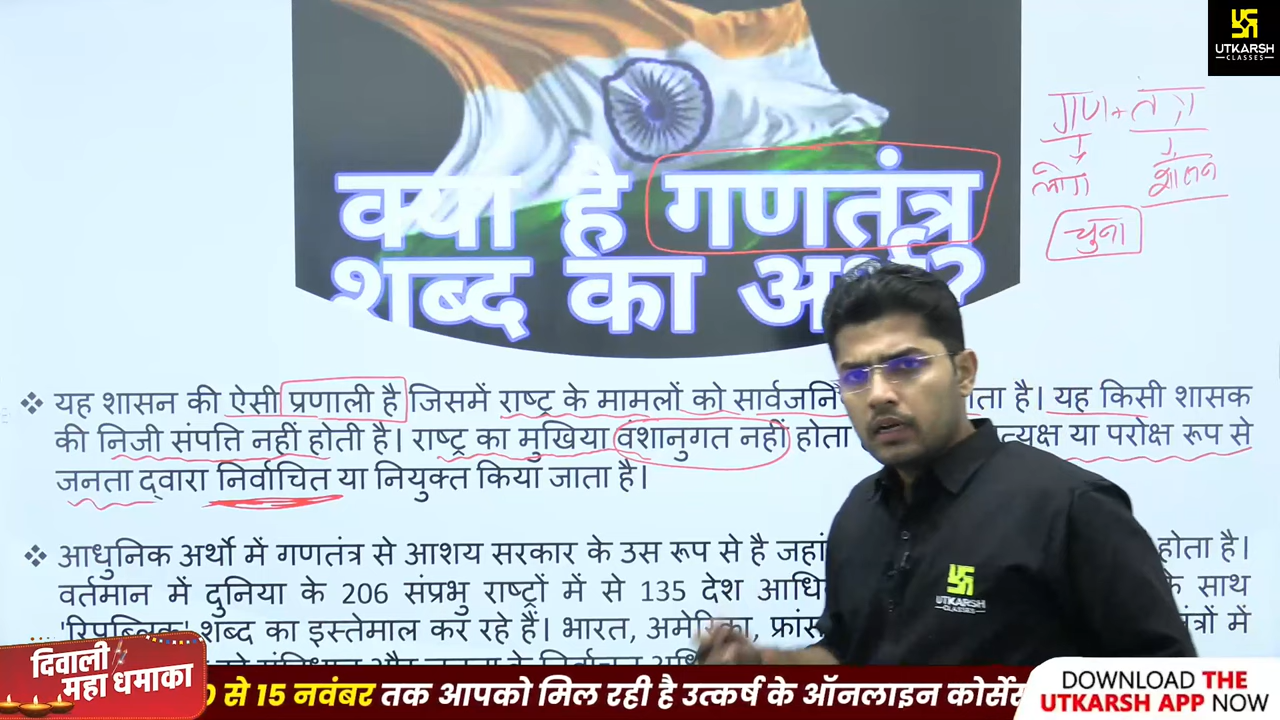 UTKARSH
CLASSES
गण + तंत्र
लोग शासन
चुना
क्या है गणतंत्र
शब्द का अर्थ?
यह शासन की ऐसी प्रणाली है जिसमें राष्ट्र के मामलों को है। यह किसी शासक
की निजी संपत्ति नहीं होती है। राष्ट्र का मुखिया वंशानुगत नहीं होता या परोक्ष रूप से
जनता द्वारा निर्वाचित या नियुक्त किया जाता है।
आधुनिक अर्थो में गणतंत्र से आशय सरकार के उस रूप से है जहां होता है।
वर्तमान में दुनिया के 206 संप्रभु राष्ट्रों में से 135 देश के साथ
'रिपब्लिक' शब्द का इस्तेमाल कर रहे हैं। भारत, अमेरिका, फ्रांस में
UTKARSH
CLASSES
दिवाली
महा धमाका
से 15 नवंबर तक आपको मिल रही है उत्कर्ष के ऑनलाइन
DOWNLOAD THE
UTKARSH APP NOW